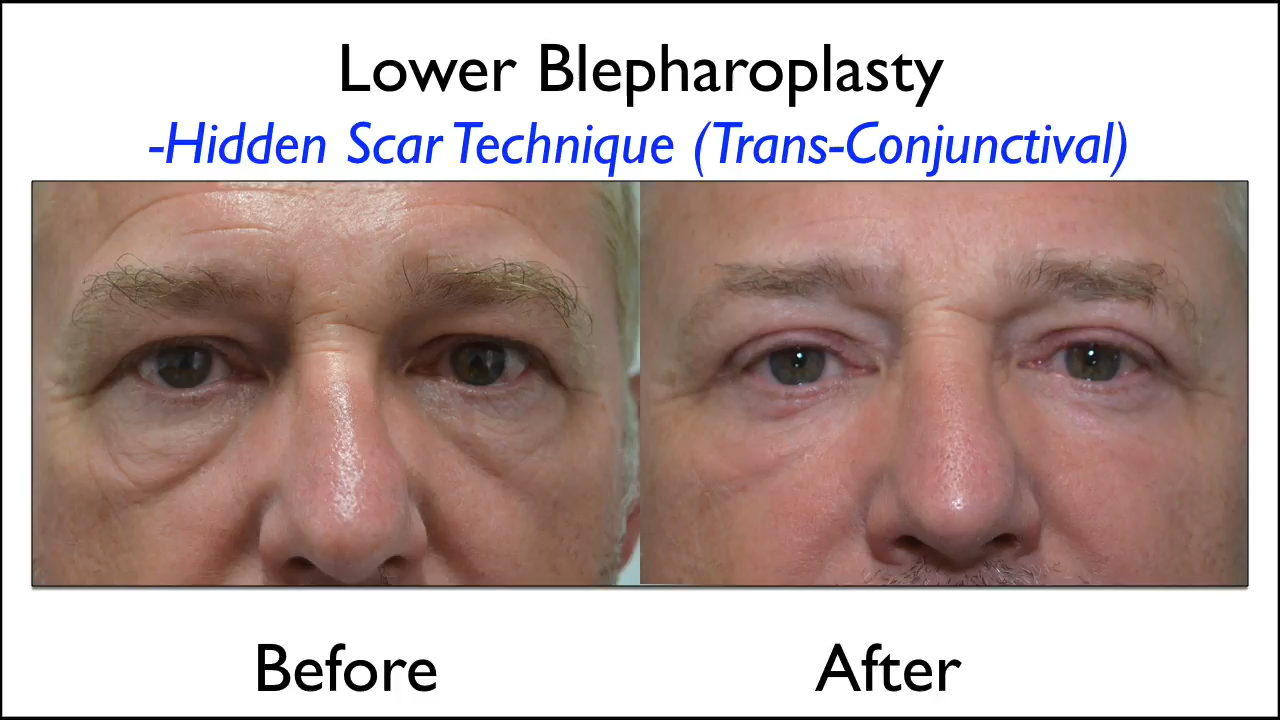 Lower Blepharoplasty
-Hidden Scar Technique (Trans-Conjunctival)
Before
After